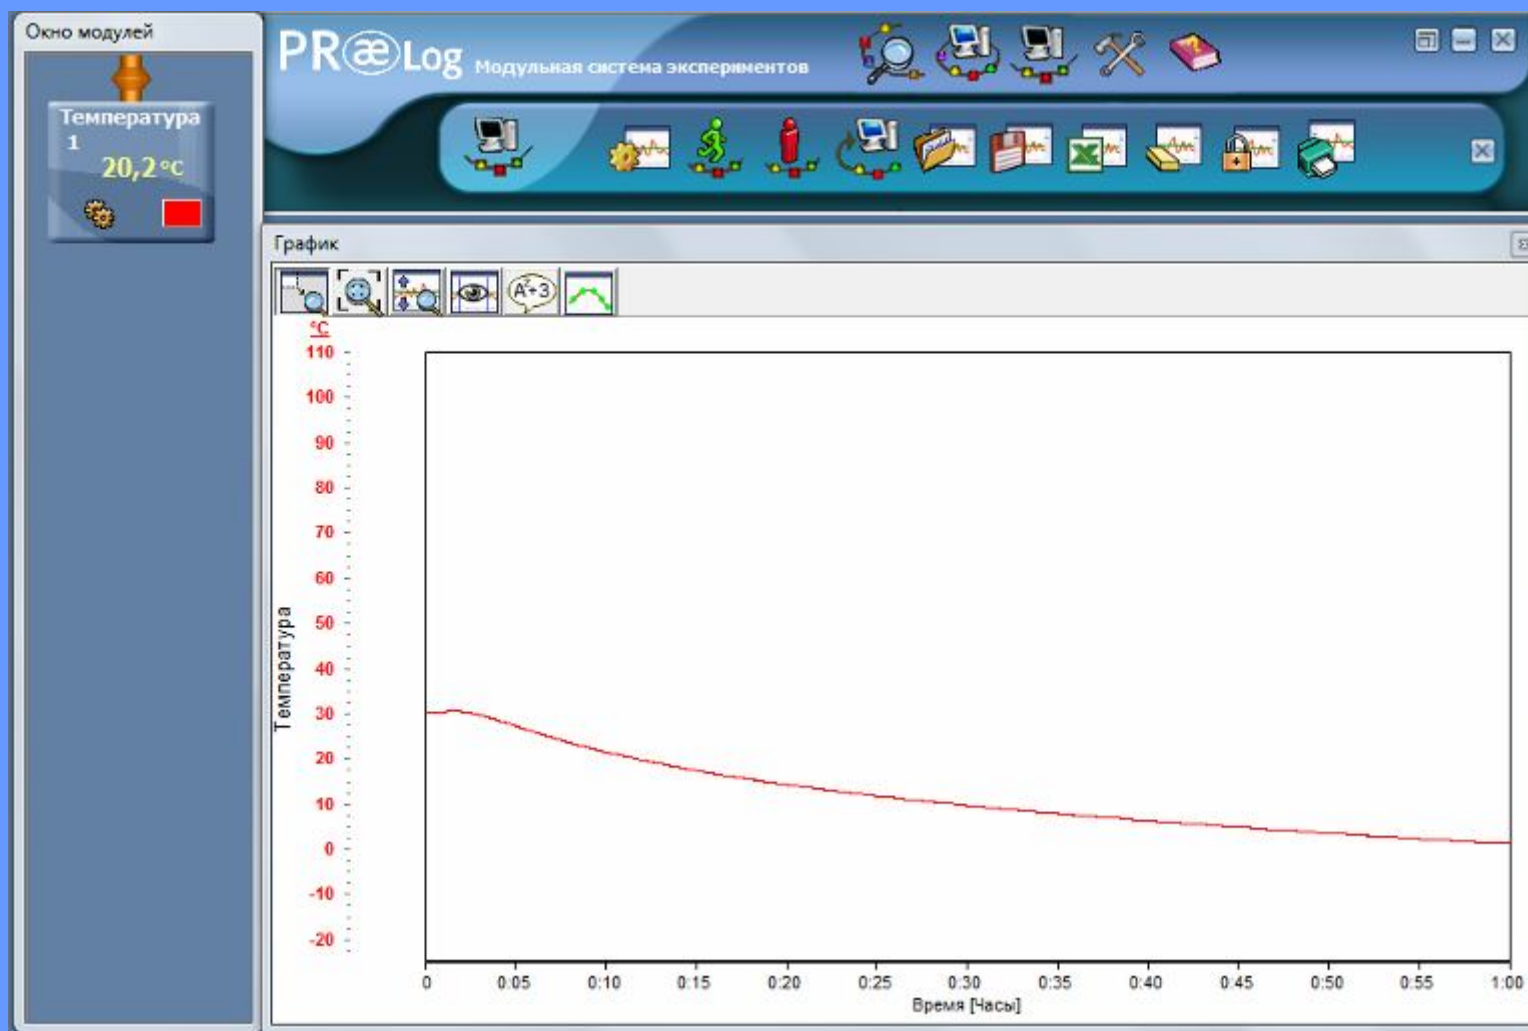 Окно модулей
Температура
1
20,2°C
PRæLog Модульная система экспериментов
График
A²+3
°C
110
100
90
80
70
60
50
40
30
20
10
0
-10
-20
Температура
0 0:05 0:10 0:15 0:20 0:25 0:30 0:35 0:40 0:45 0:50 0:55 1:00
Время [Часы]